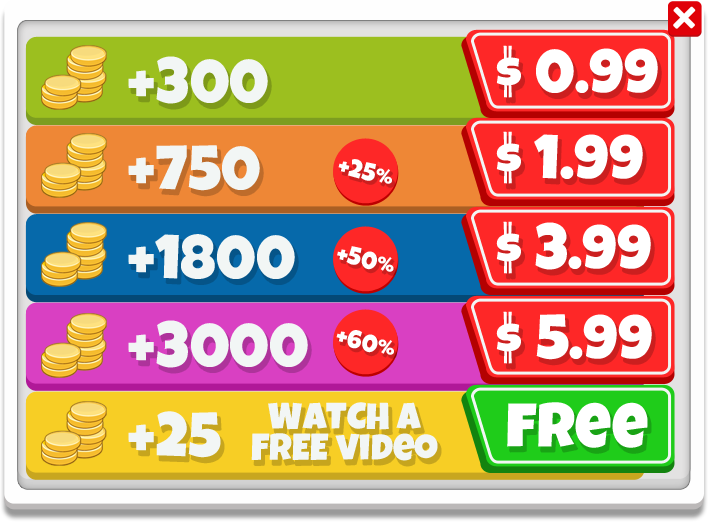 +300 $ 0.99
+750 +25% $ 1.99
+1800 +50% $ 3.99
+3000 +60% $ 5.99
+25 WATCH A FREE VIDEO FREE